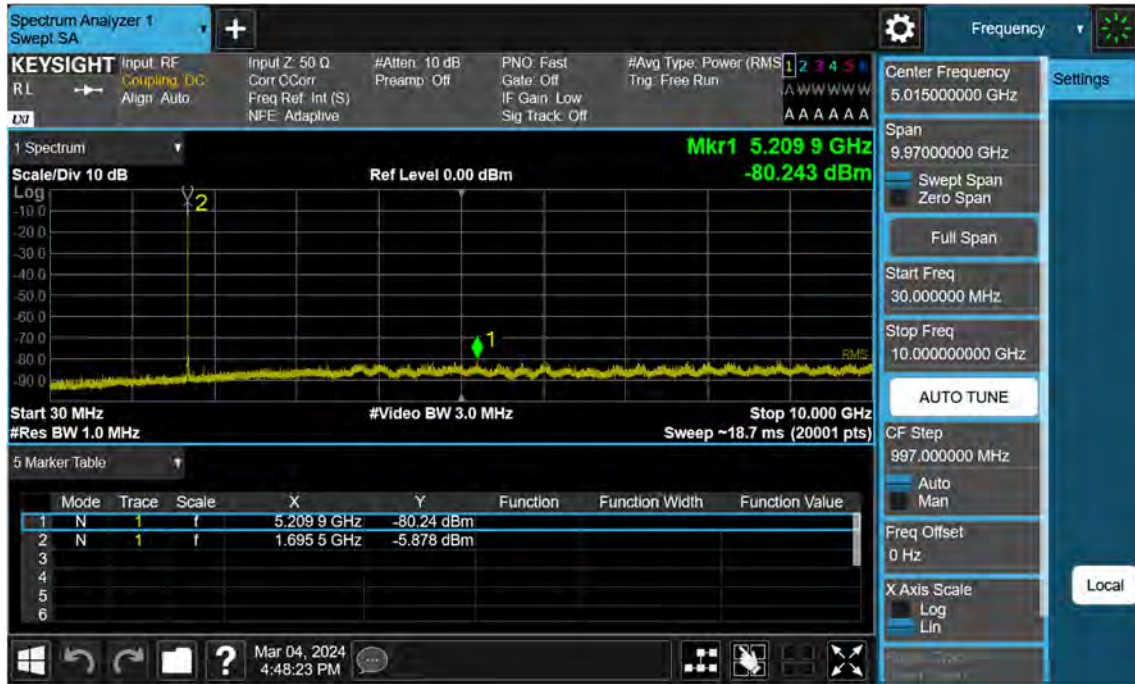 Spectrum Analyzer 1
Swept SA
+
Frequency
KEYSIGHT
R L
LXI
Input: RF
Coupling: DC
Align: Auto
Input Z: 50 Ω
Corr CCorr
Freq Ref: Int (S)
NFE: Adaptive
#Atten: 10 dB
Preamp: Off
PNO: Fast
Gate: Off
IF Gain: Low
Sig Track: Off
#Avg Type: Power (RMS
Trig: Free Run
1 2 3 4 5 6
A W W W W W
A A A A A A
1 Spectrum
Scale/Div 10 dB
Ref Level 0.00 dBm
Mkr1 5.209 9 GHz
-80.243 dBm
Log
-10.0
-20.0
-30.0
-40.0
-50.0
-60.0
-70.0
-80.0
-90.0
2
1
RMS
Start 30 MHz
#Video BW 3.0 MHz
Stop 10.000 GHz
#Res BW 1.0 MHz
Sweep ~18.7 ms (20001 pts)
5 Marker Table
Mode Trace Scale X Y Function Function Width Function Value
1 N 1 f 5.209 9 GHz -80.24 dBm
2 N 1 f 1.695 5 GHz -5.878 dBm
3
4
5
6
Center Frequency
5.015000000 GHz
Span
9.97000000 GHz
Swept Span
Zero Span
Full Span
Start Freq
30.000000 MHz
Stop Freq
10.000000000 GHz
AUTO TUNE
CF Step
997.000000 MHz
Auto
Man
Freq Offset
0 Hz
X Axis Scale
Log
Lin
Settings
Local
?
Mar 04, 2024
4:48:23 PM